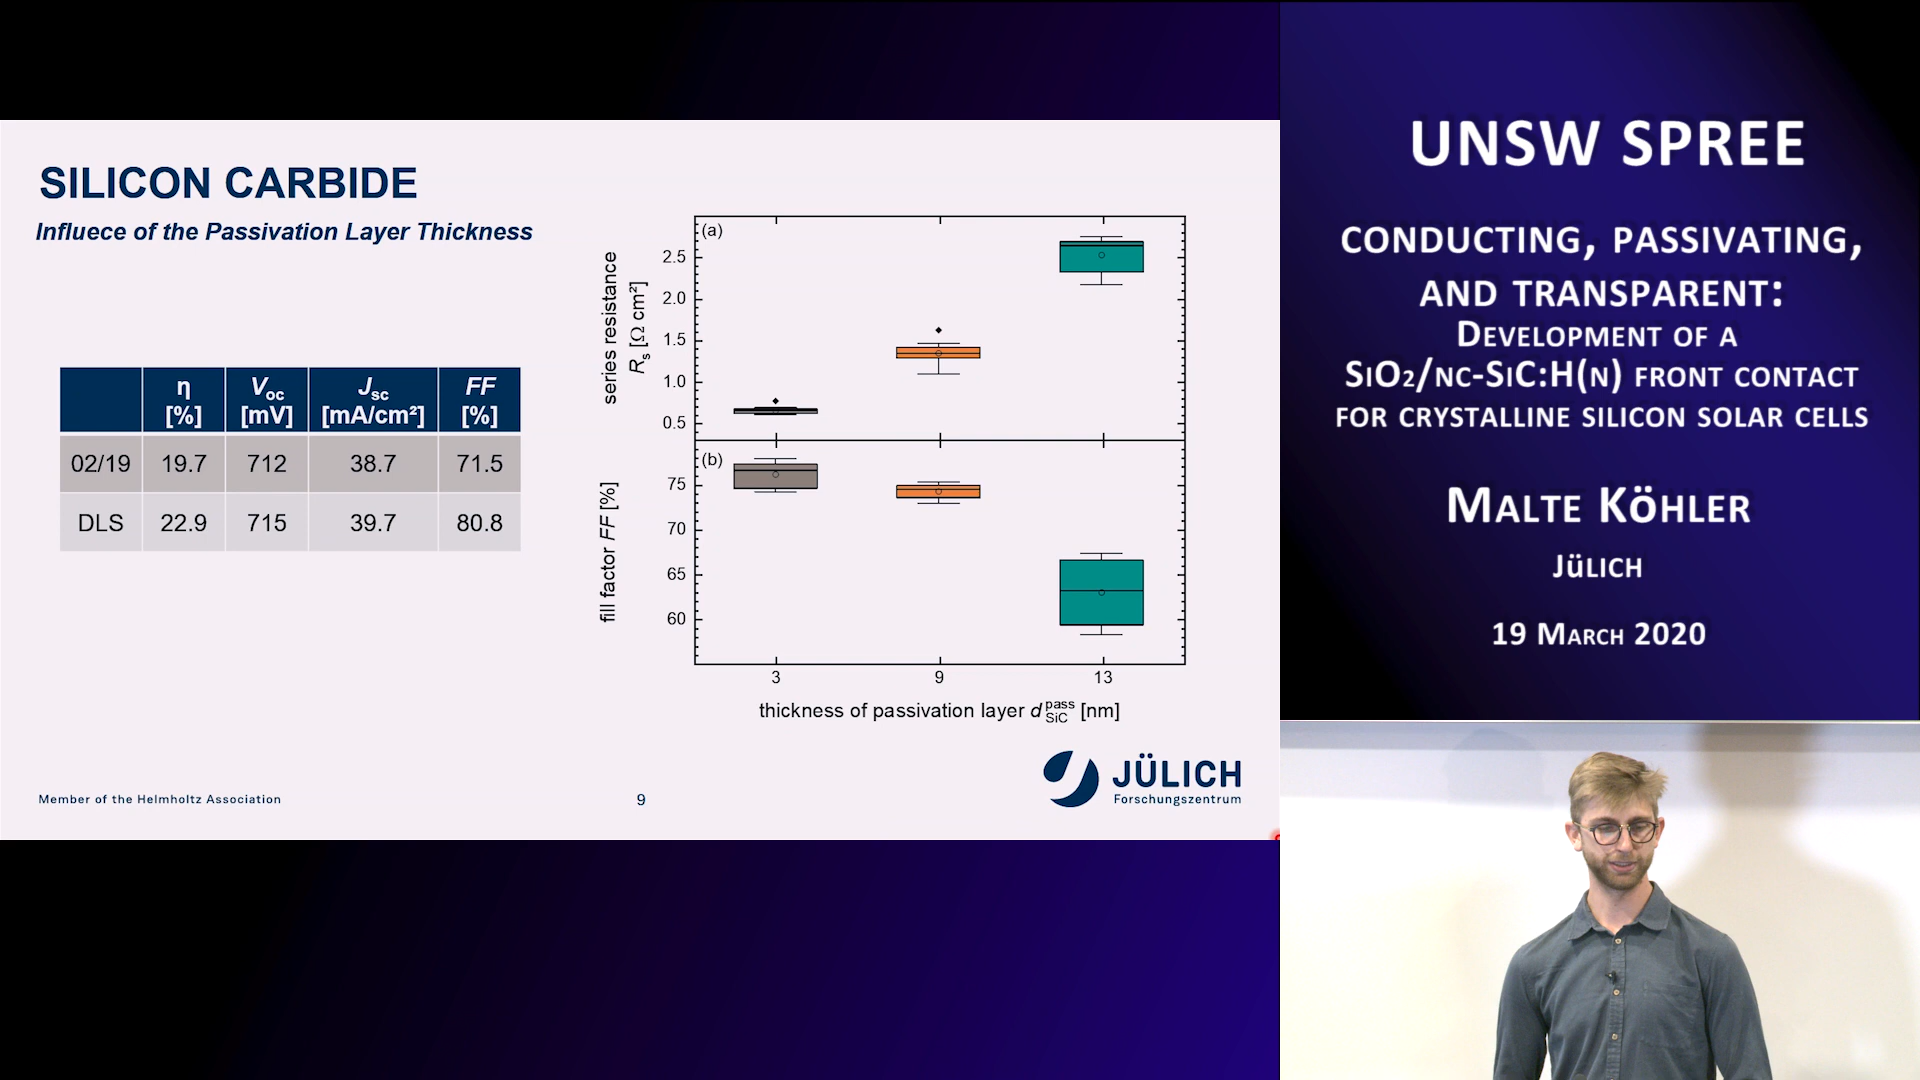 SILICON CARBIDE
Influece of the Passivation Layer Thickness
η [%] Voc [mV] Jsc [mA/cm²] FF [%]
02/19 19.7 712 38.7 71.5
DLS 22.9 715 39.7 80.8
(a)
series resistance
Rs [Ω cm²]
2.5
2.0
1.5
1.0
0.5
(b)
fill factor FF [%]
75
70
65
60
3 9 13
thickness of passivation layer d pass SiC [nm]
Member of the Helmholtz Association
9
JÜLICH
Forschungszentrum
UNSW SPREE
CONDUCTING, PASSIVATING,
AND TRANSPARENT:
DEVELOPMENT OF A
SIO2/NC-SIC:H(N) FRONT CONTACT
FOR CRYSTALLINE SILICON SOLAR CELLS
MALTE KÖHLER
JÜLICH
19 MARCH 2020